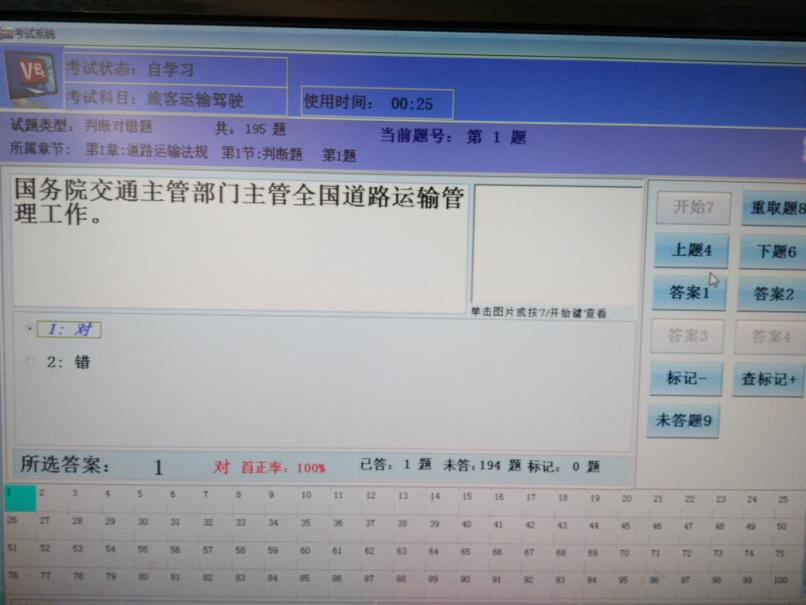 考试系统
考试状态：自学习
考试科目：旅客运输驾驶
使用时间： 00:25
试题类型：判断对错题 共：195 题
当前题号： 第 1 题
所属章节： 第1章:道路运输法规 第1节:判断题 第1题
国务院交通主管部门主管全国道路运输管
理工作。
单击图片或按'7/开始键'查看
开始7 重取题8
上题4 下题6
答案1 答案2
答案3 答案4
标记- 查标记+
未答题9
1: 对
2: 错
所选答案： 1 对 首正率：100% 已答：1 题 未答:194 题 标记： 0 题
1 2 3 4 5 6 7 8 9 10 11 12 13 14 15 16 17 18 19 20 21 22 23 24 25
26 27 28 29 30 31 32 33 34 35 36 37 38 39 40 41 42 43 44 45 46 47 48 49 50
51 52 53 54 55 56 57 58 59 60 61 62 63 64 65 66 67 68 69 70 71 72 73 74 75
76 77 78 79 80 81 82 83 84 85 86 87 88 89 90 91 92 93 94 95 96 97 98 99 100